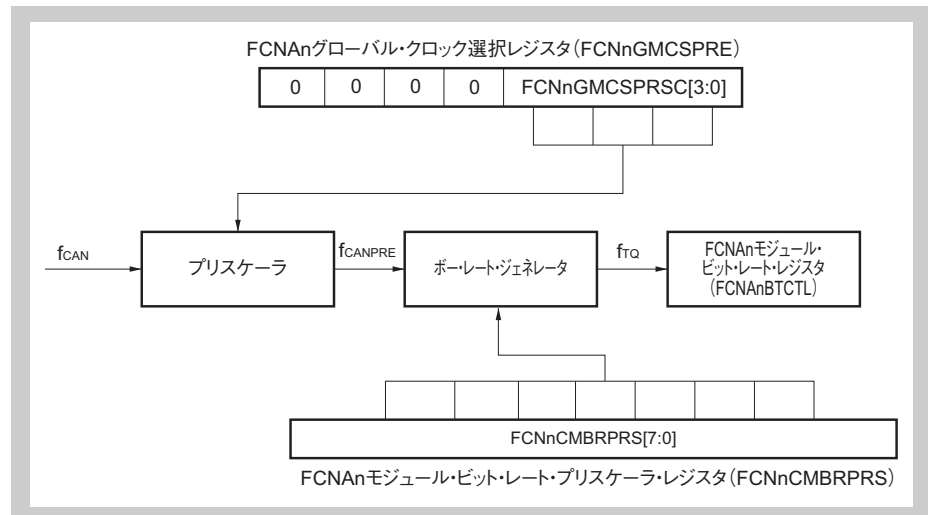 FCNAnグローバル・クロック選択レジスタ(FCNnGMCSPRE)
0 0 0 0 FCNnGMCSPRSC[3:0]
fCAN
プリスケーラ
fCANPRE
ボー・レート・ジェネレータ
fTQ
FCNAnモジュール・
ビット・レート・レジスタ
(FCNAnBTCTL)
FCNnCMBRPRS[7:0]
FCNAnモジュール・ビット・レート・プリスケーラ・レジスタ(FCNnCMBRPRS)